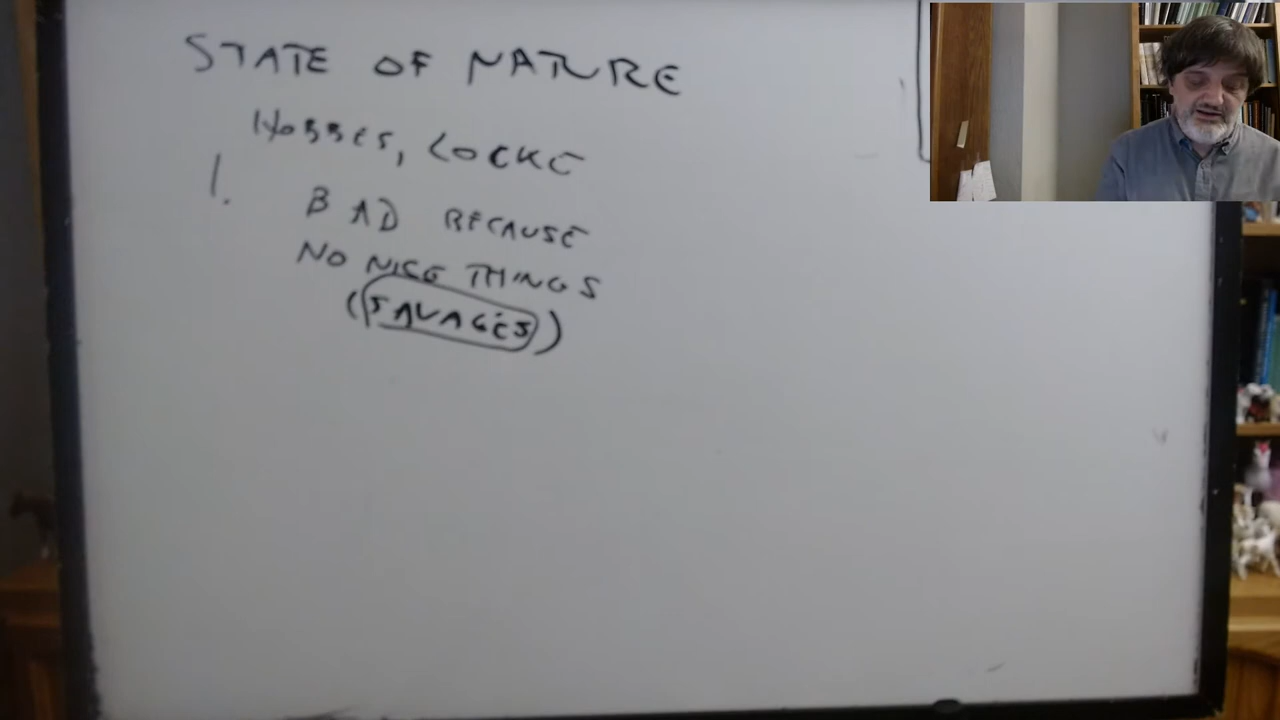 STATE OF NATURE
HOBBES, LOCKE
1. BAD BECAUSE
NO NICE THINGS
(SAVAGES)